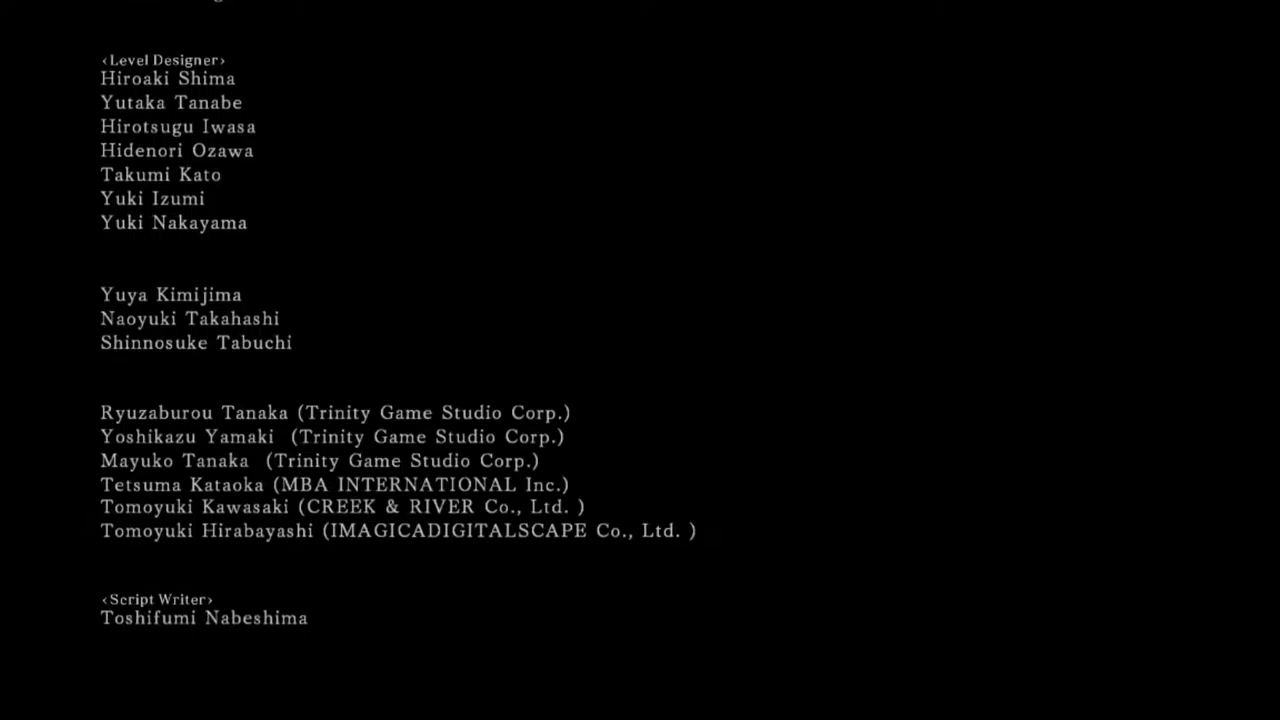 <Level Designer>
Hiroaki Shima
Yutaka Tanabe
Hirotsugu Iwasa
Hidenori Ozawa
Takumi Kato
Yuki Izumi
Yuki Nakayama
Yuya Kimijima
Naoyuki Takahashi
Shinnosuke Tabuchi
Ryuzaburou Tanaka (Trinity Game Studio Corp.)
Yoshikazu Yamaki (Trinity Game Studio Corp.)
Mayuko Tanaka (Trinity Game Studio Corp.)
Tetsuma Kataoka (MBA INTERNATIONAL Inc.)
Tomoyuki Kawasaki (CREEK & RIVER Co., Ltd. )
Tomoyuki Hirabayashi (IMAGICADIGITALSCAPE Co., Ltd. )
<Script Writer>
Toshifumi Nabeshima